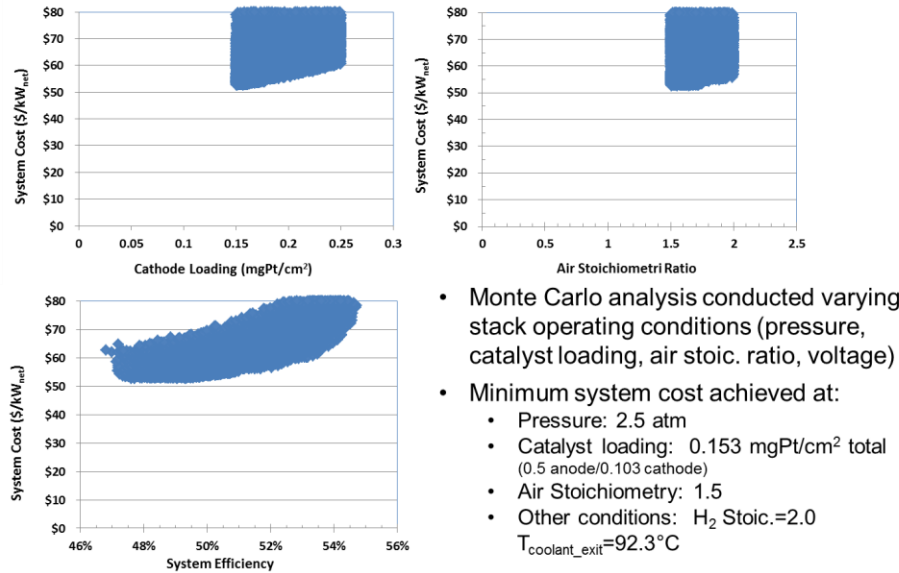 $80
$70
$60
$50
$40
$30
$20
$10
$0
System Cost ($/kWnet)
0
0.05
0.1
0.15
0.2
0.25
0.3
Cathode Loading (mgPt/cm²)
$80
$70
$60
$50
$40
$30
$20
$10
$0
System Cost ($/kWnet)
0
0.5
1
1.5
2
2.5
Air Stoichiometri Ratio
$80
$70
$60
$50
$40
$30
$20
$10
$0
System Cost ($/kWnet)
46%
48%
50%
52%
54%
56%
System Efficiency
• Monte Carlo analysis conducted varying
stack operating conditions (pressure,
catalyst loading, air stoic. ratio, voltage)
• Minimum system cost achieved at:
• Pressure: 2.5 atm
• Catalyst loading: 0.153 mgPt/cm² total
(0.5 anode/0.103 cathode)
• Air Stoichiometry: 1.5
• Other conditions: H₂ Stoic.=2.0
Tcoolant_exit=92.3°C